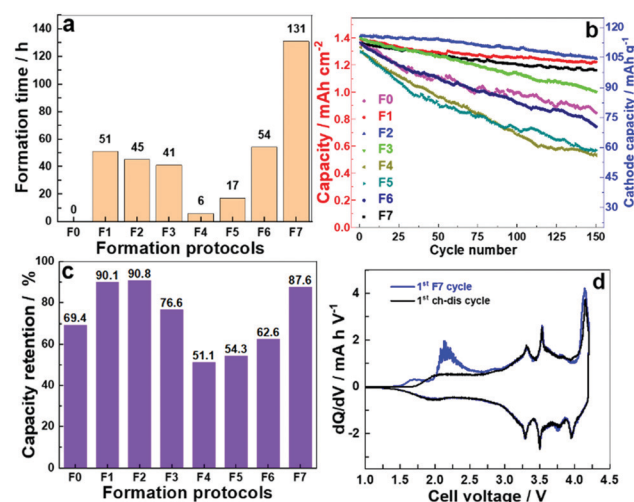 a
Formation time / h
140
120
100
80
60
40
20
0
0
51
45
41
6
17
54
131
F0 F1 F2 F3 F4 F5 F6 F7
Formation protocols
b
Capacity / mAh cm-2
1.4
1.2
1.0
0.8
0.6
0.4
0.2
0.0
F0
F1
F2
F3
F4
F5
F6
F7
0 25 50 75 100 125 150
Cycle number
120
105
90
75
60
45
30
Cathode capacity / mAh g-1
c
Capacity retention / %
100
80
60
40
20
0
69.4
90.1
90.8
76.6
51.1
54.3
62.6
87.6
F0 F1 F2 F3 F4 F5 F6 F7
Formation protocols
d
1st F7 cycle
1st ch-dis cycle
dQ/dV / mA h V-1
4
2
0
-2
1.0 1.5 2.0 2.5 3.0 3.5 4.0 4.5
Cell voltage / V